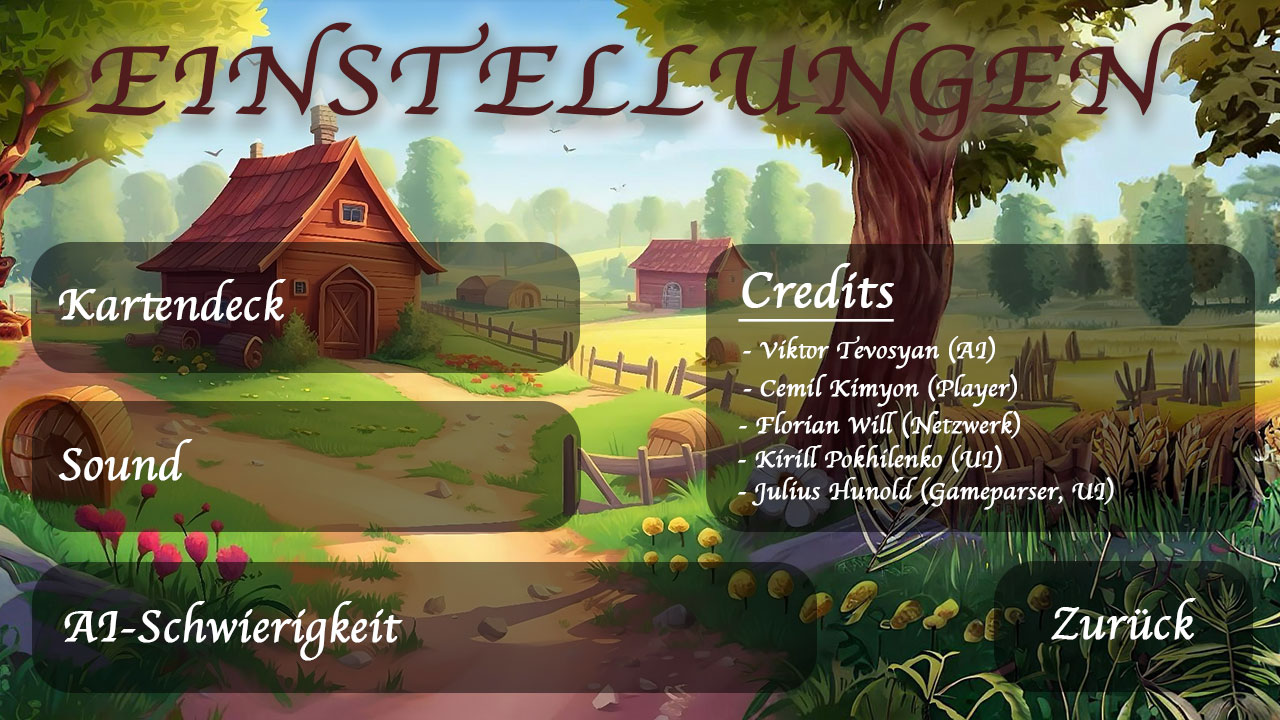 EINSTELLUNGEN
Kartendeck
Sound
AI-Schwierigkeit
Credits
- Viktor Tevosyan (AI)
- Cemil Kimyon (Player)
- Florian Will (Netzwerk)
- Kirill Pokhilenko (UI)
- Julius Hunold (Gameparser, UI)
Zurück